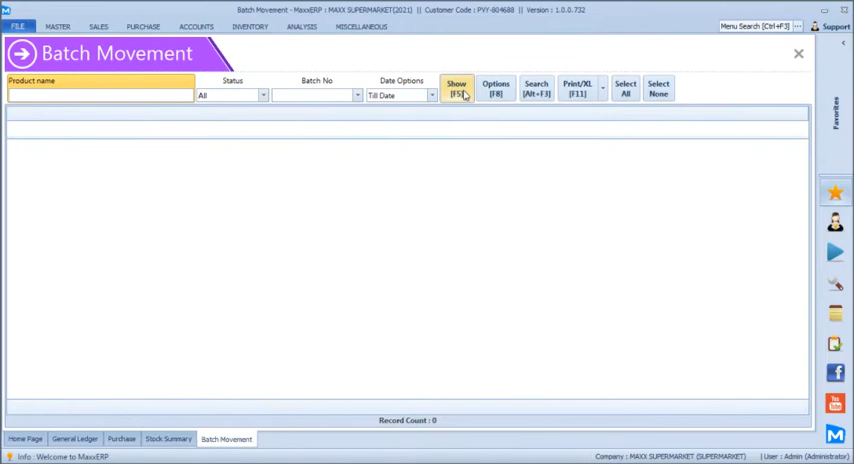 Batch Movement - MaxxERP : MAXX SUPERMARKET(2021) || Customer Code : PVY-804688 || Version : 1.0.0.732
FILE MASTER SALES PURCHASE ACCOUNTS INVENTORY ANALYSIS MISCELLANEOUS Menu Search [Ctrl+F3] ... Support
Batch Movement
Product name Status Batch No Date Options
All Till Date
Show [F5]
Options [F8]
Search [Alt+F3]
Print/XL [F11]
Select All
Select None
Favorites
You
Tube
Record Count : 0
Home Page General Ledger Purchase Stock Summary Batch Movement
Info : Welcome to MaxxERP Company : MAXX SUPERMARKET (SUPERMARKET) | User : Admin (Administrator)